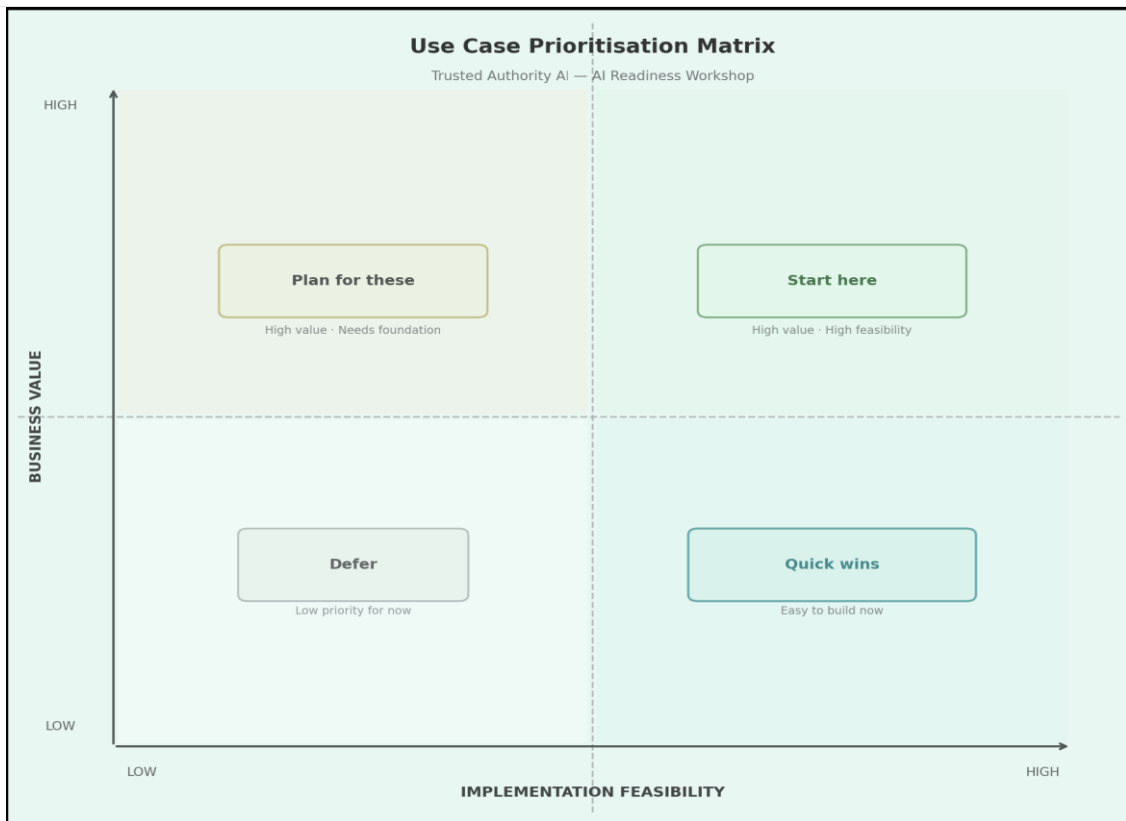 Use Case Prioritisation Matrix
Trusted Authority AI — AI Readiness Workshop
HIGH
Plan for these
High value · Needs foundation
Start here
High value · High feasibility
BUSINESS VALUE
Defer
Low priority for now
Quick wins
Easy to build now
LOW
LOW
HIGH
IMPLEMENTATION FEASIBILITY